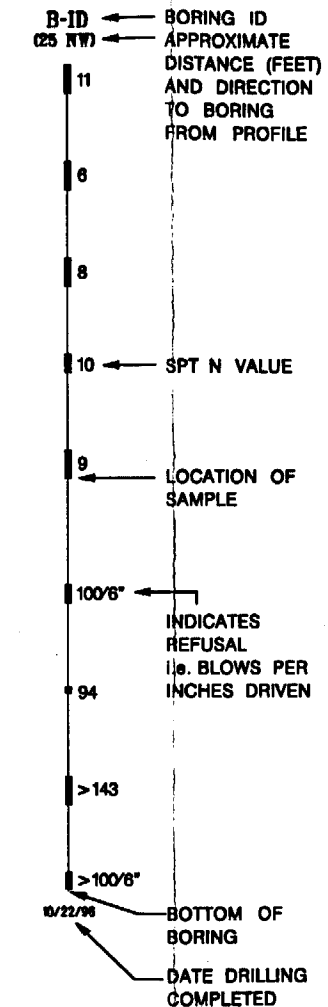 B-ID BORING ID
(25 NW) APPROXIMATE
DISTANCE (FEET)
AND DIRECTION
TO BORING
FROM PROFILE
11
6
8
10 SPT N VALUE
9
LOCATION OF
SAMPLE
100/6"
INDICATES
REFUSAL
i.e. BLOWS PER
INCHES DRIVEN
94
>143
>100/6"
10/22/96
BOTTOM OF
BORING
DATE DRILLING
COMPLETED